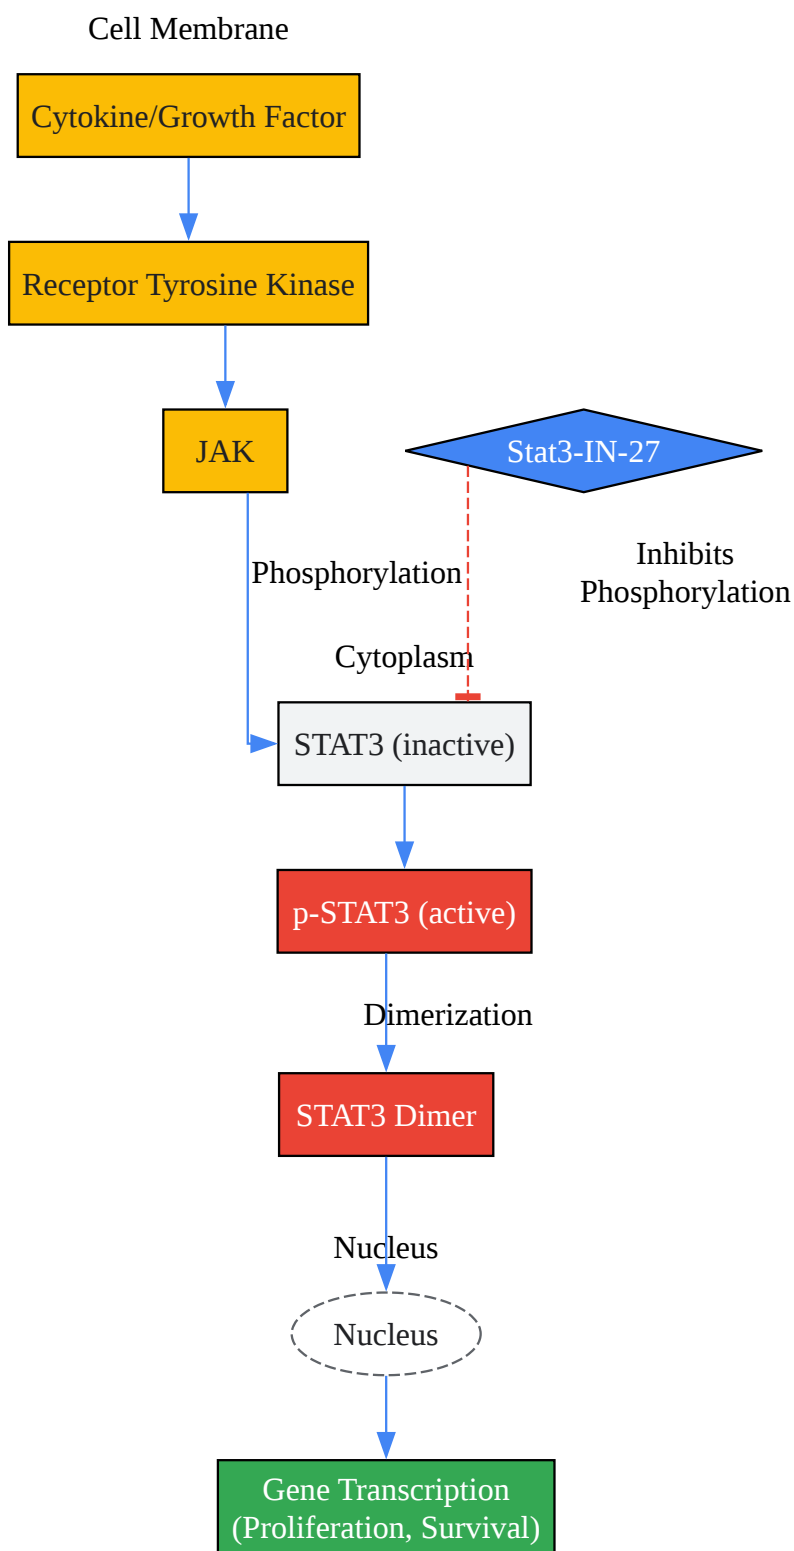 Cell Membrane
Cytokine/Growth Factor
Receptor Tyrosine Kinase
JAK
Stat3-IN-27
Inhibits
Phosphorylation
Phosphorylation
Cytoplasm
STAT3 (inactive)
p-STAT3 (active)
Dimerization
STAT3 Dimer
Nucleus
Nucleus
Gene Transcription
(Proliferation, Survival)